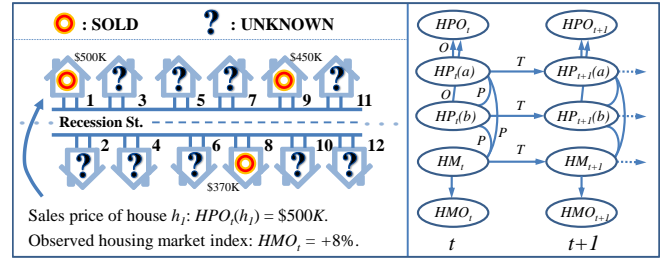 : SOLD ? : UNKNOWN
$500K $450K
? ? ? ?
1 3 5 7 9 11
Recession St.
2 4 6 8 10 12
? ? ? ? ?
$370K
Sales price of house h₁: HPOₜ(h₁) = $500K.
Observed housing market index: HMOₜ = +8%.
HPOₜ HPOₜ₊₁
O
HPₜ(a) T HPₜ₊₁(a)
O P
HPₜ(b) T HPₜ₊₁(b)
P P
HMₜ T HMₜ₊₁
HMOₜ HMOₜ₊₁
t t+1